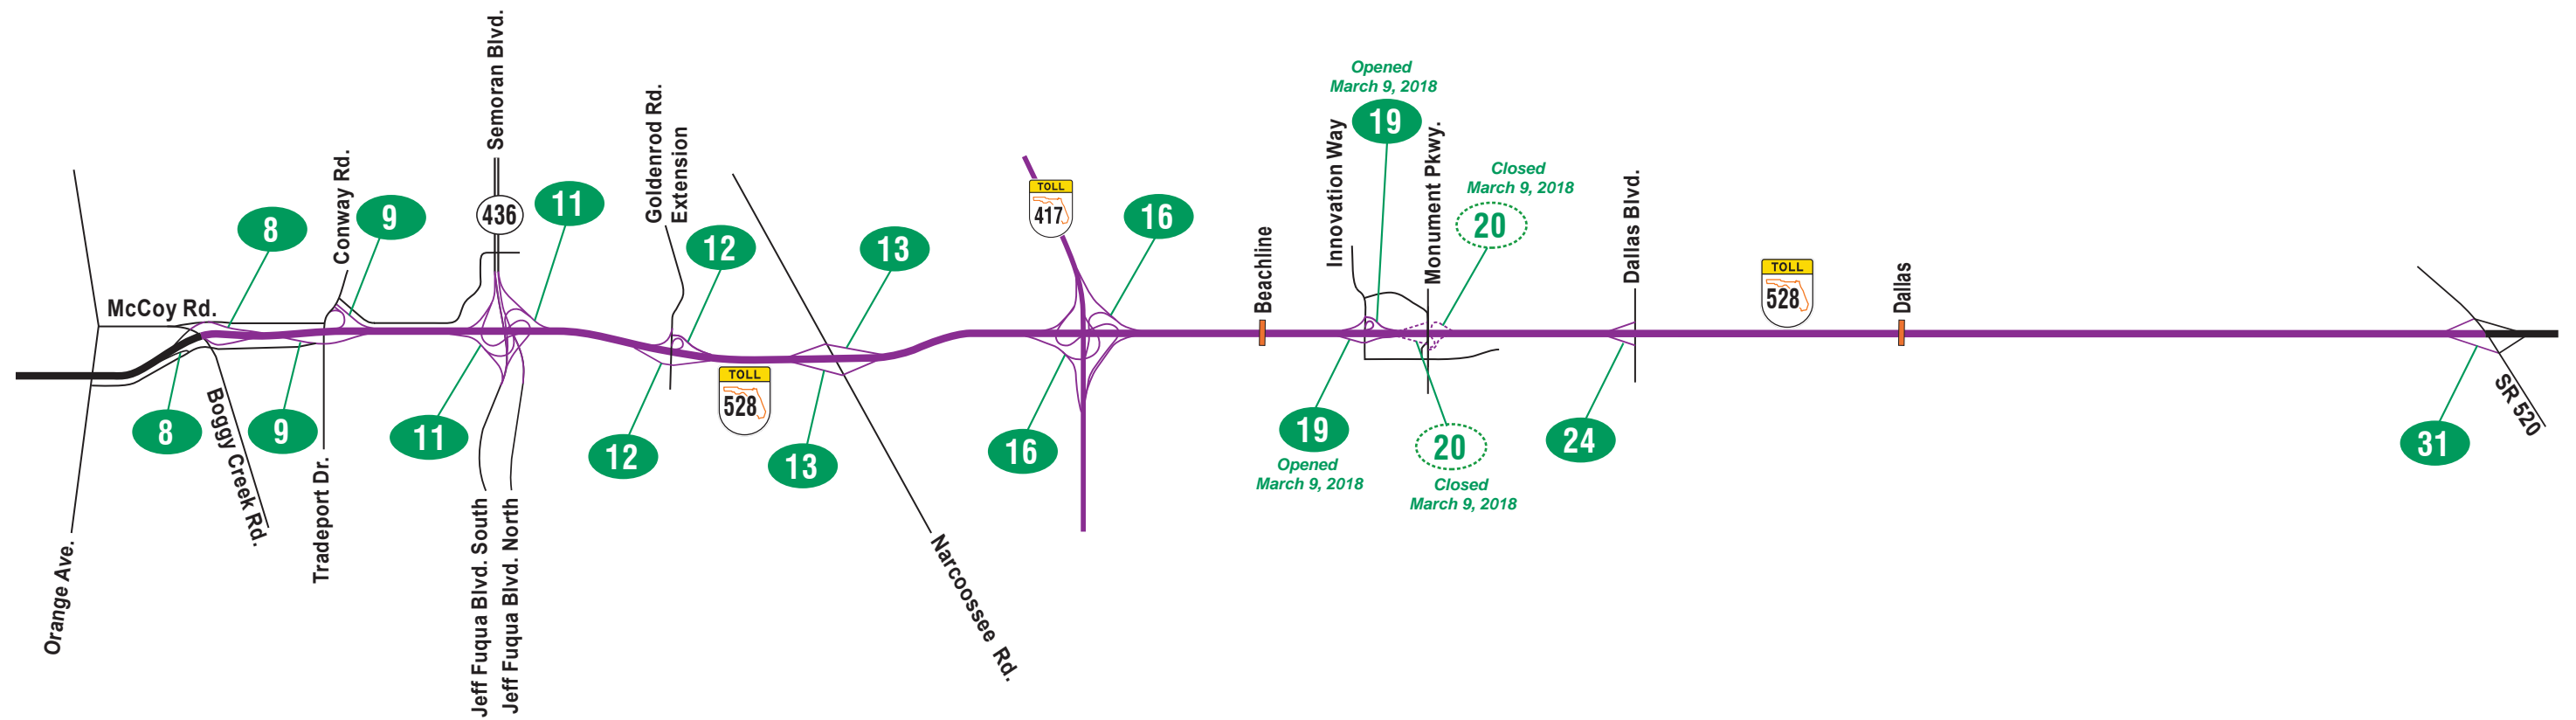 Semoran Blvd.
Opened
March 9, 2018
Goldenrod Rd.
Extension
19
Innovation Way
Monument Pkwy.
Conway Rd.
Closed
March 9, 2018
Dallas Blvd.
TOLL
417
8
9
436
11
12
13
16
20
Beachline
TOLL
528
Dallas
McCoy Rd.
TOLL
528
SR 520
8
9
11
12
13
16
19
Opened
March 9, 2018
20
Closed
March 9, 2018
24
31
Boggy Creek Rd.
Tradeport Dr.
Orange Ave.
Jeff Fuqua Blvd. South
Jeff Fuqua Blvd. North
Narcoossee Rd.